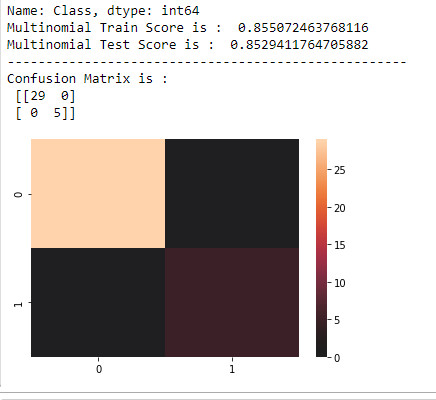 Name: Class, dtype: int64
Multinomial Train Score is :  0.855072463768116
Multinomial Test Score is :  0.8529411764705882
----------------------------------------------------
Confusion Matrix is :
 [[29  0]
 [ 0  5]]
25
20
15
10
5
0
0
1
0
1